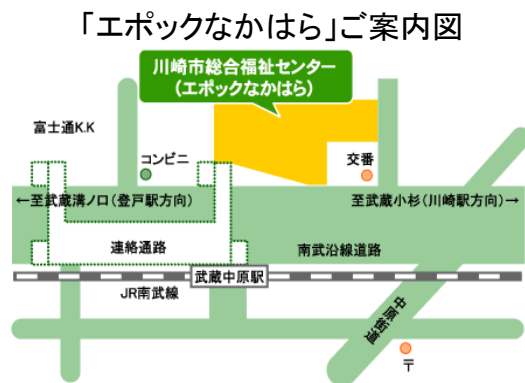 「エポックなかはら」ご案内図
川崎市総合福祉センター
(エポックなかはら)
富士通K.K
コンビニ
交番
←至武蔵溝ノ口(登戸駅方向)
至武蔵小杉(川崎駅方向)→
連絡通路
南武沿線道路
武蔵中原駅
JR南武線
中原街道
〒